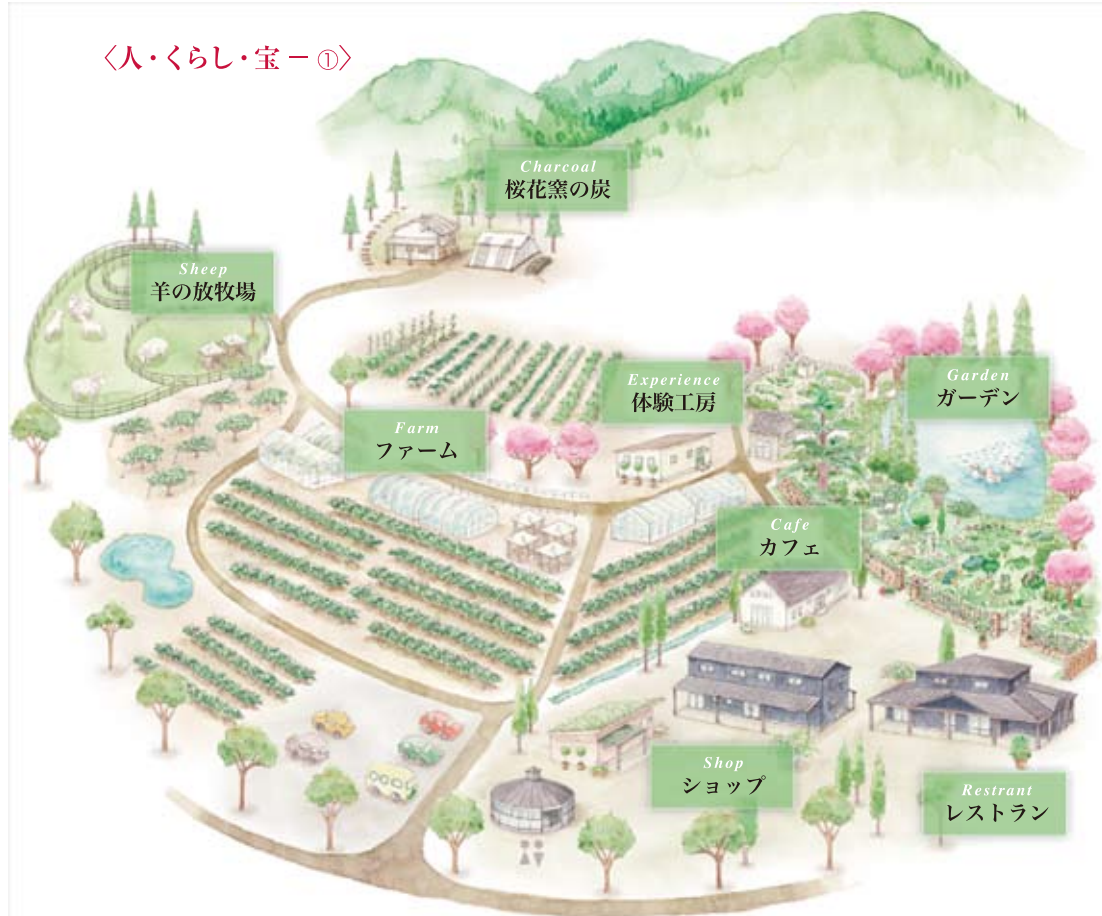 〈人・くらし・宝 － ①〉
Charcoal
桜花窯の炭
Sheep
羊の放牧場
Experience
体験工房
Garden
ガーデン
Farm
ファーム
Cafe
カフェ
Shop
ショップ
Restrant
レストラン